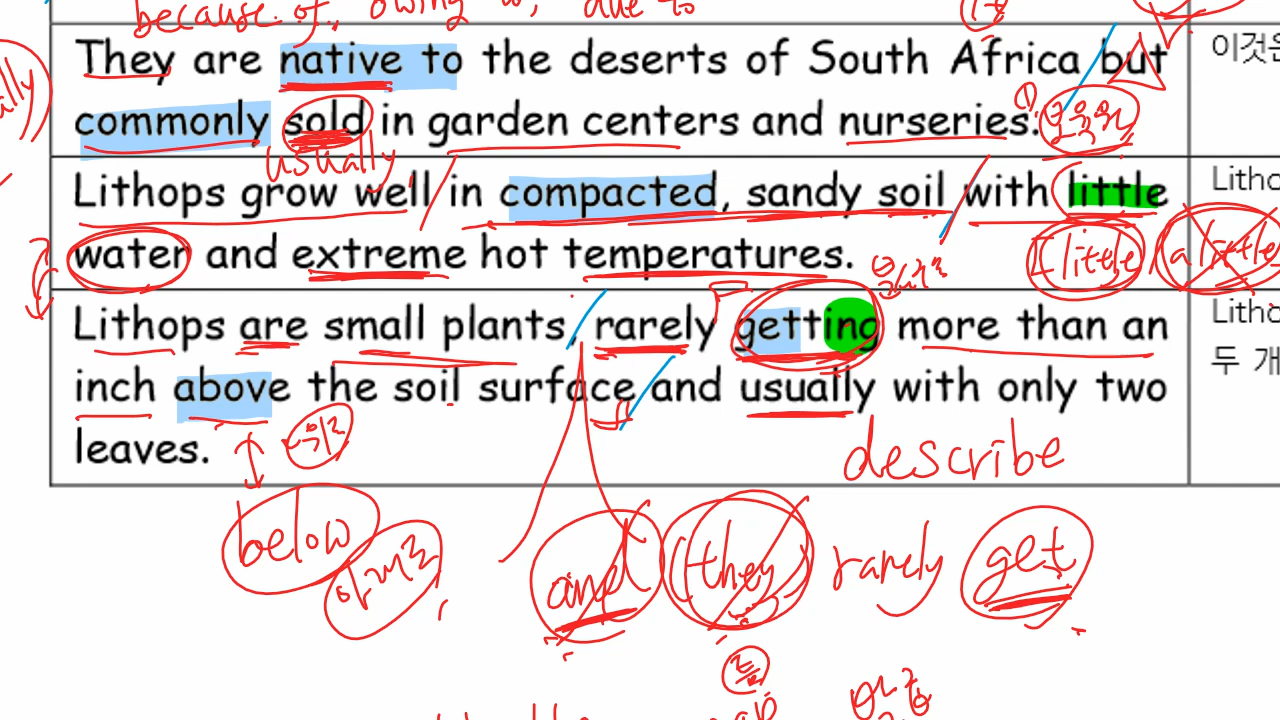 because of, owing to, due to
They are native to the deserts of South Africa but
이것은
commonly sold in garden centers and nurseries.
usually
Lithops grow well in compacted, sandy soil with little
Litho
water and extreme hot temperatures.
little a little
Lithops are small plants, rarely getting more than an
Litho
inch above the soil surface and usually with only two
두 개
leaves.
위로
describe
below
아래로
and (they) rarely get